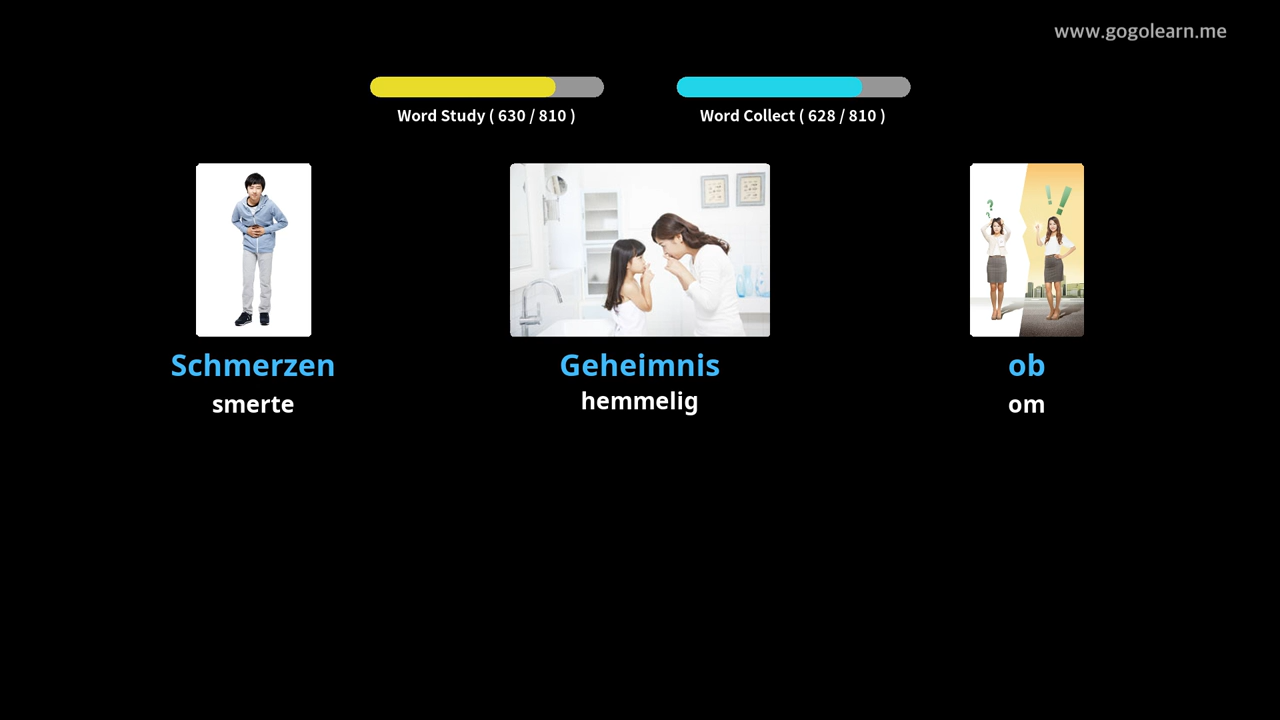 www.gogolearn.me
Word Study ( 630 / 810 )
Word Collect ( 628 / 810 )
Schmerzen
smerte
Geheimnis
hemmelig
ob
om